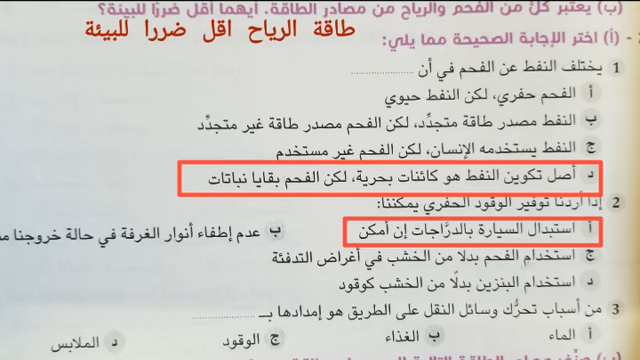 (ب) يعتبر كل من الفحم والرياح من مصادر الطاقة. أيهما أقل ضررًا للبيئة؟
طاقة الرياح اقل ضررا للبيئة
(أ) اختر الإجابة الصحيحة مما يلي:
1 يختلف النفط عن الفحم في أن ............
أ الفحم حفري، لكن النفط حيوي
ب النفط مصدر طاقة متجدِّد، لكن الفحم مصدر طاقة غير متجدِّد
ج النفط يستخدمه الإنسان، لكن الفحم غير مستخدم
د أصل تكوين النفط هو كائنات بحرية، لكن الفحم بقايا نباتات
2 إذا أردنا توفير الوقود الحفري يمكننا:
أ استبدال السيارة بالدرَّاجات إن أمكن ب عدم إطفاء أنوار الغرفة في حالة خروجنا
ج استخدام الفحم بدلا من الخشب في أغراض التدفئة
د استخدام البنزين بدلًا من الخشب كوقود
3 من أسباب تحرُّك وسائل النقل على الطريق هو إمدادها بـ ............
أ الماء ب الغذاء ج الوقود د الملابس